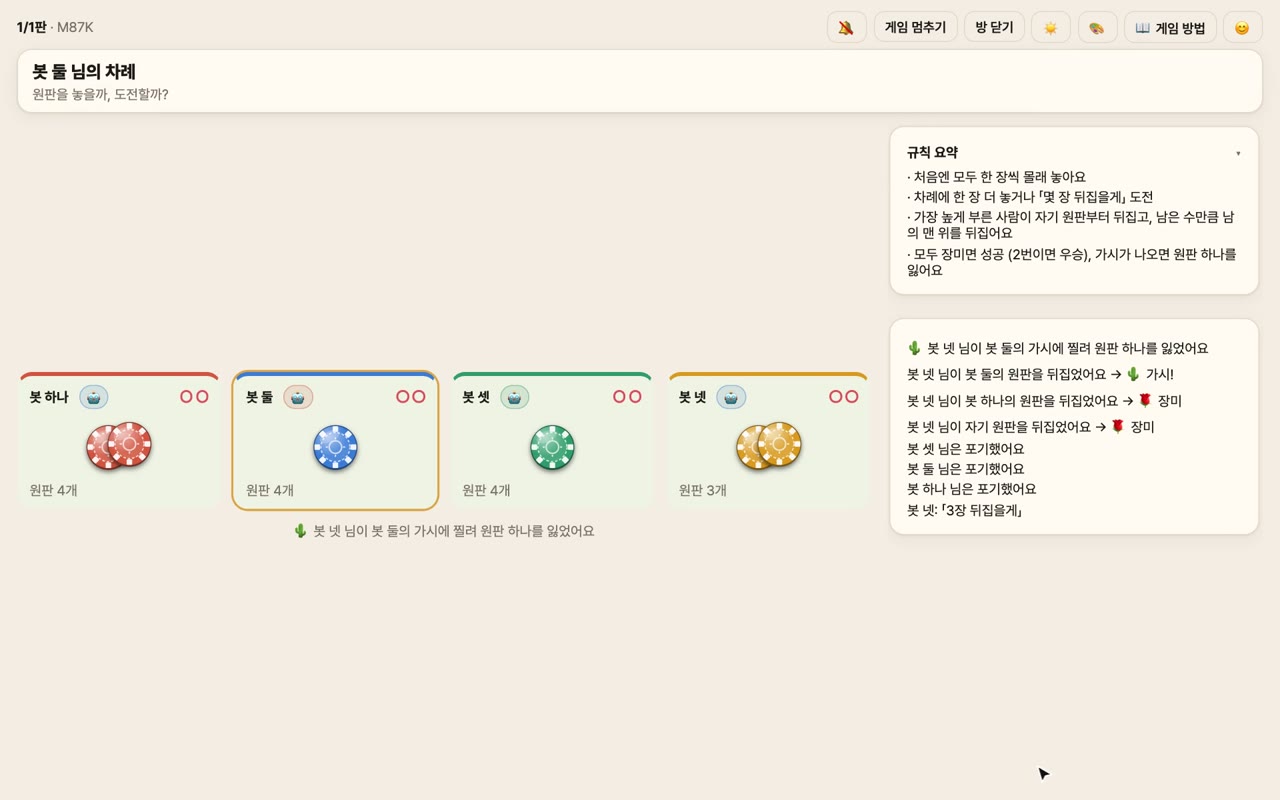 1/1판 · M87K
게임 멈추기
방 닫기
게임 방법
봇 둘 님의 차례
원판을 놓을까, 도전할까?
봇 하나
원판 4개
봇 둘
원판 4개
봇 셋
원판 4개
봇 넷
원판 3개
🌵 봇 넷 님이 봇 둘의 가시에 찔려 원판 하나를 잃었어요
규칙 요약
· 처음엔 모두 한 장씩 몰래 놓아요
· 차례에 한 장 더 놓거나 「몇 장 뒤집을게」 도전
· 가장 높게 부른 사람이 자기 원판부터 뒤집고, 남은 수만큼 남
의 맨 위를 뒤집어요
· 모두 장미면 성공 (2번이면 우승), 가시가 나오면 원판 하나를
잃어요
🌵 봇 넷 님이 봇 둘의 가시에 찔려 원판 하나를 잃었어요
봇 넷 님이 봇 둘의 원판을 뒤집었어요 → 🌵 가시!
봇 넷 님이 봇 하나의 원판을 뒤집었어요 → 🌹 장미
봇 넷 님이 자기 원판을 뒤집었어요 → 🌹 장미
봇 셋 님은 포기했어요
봇 둘 님은 포기했어요
봇 하나 님은 포기했어요
봇 넷: 「3장 뒤집을게」